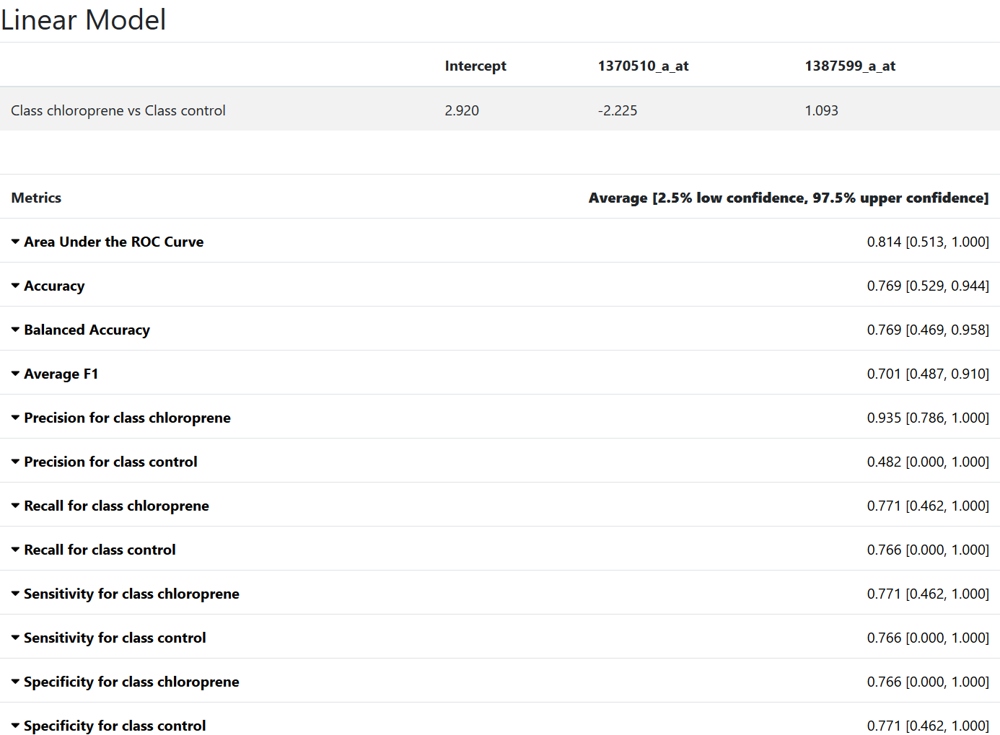 Linear Model
Intercept 1370510_a_at 1387599_a_at
Class chloroprene vs Class control 2.920 -2.225 1.093
Metrics Average [2.5% low confidence, 97.5% upper confidence]
Area Under the ROC Curve 0.814 [0.513, 1.000]
Accuracy 0.769 [0.529, 0.944]
Balanced Accuracy 0.769 [0.469, 0.958]
Average F1 0.701 [0.487, 0.910]
Precision for class chloroprene 0.935 [0.786, 1.000]
Precision for class control 0.482 [0.000, 1.000]
Recall for class chloroprene 0.771 [0.462, 1.000]
Recall for class control 0.766 [0.000, 1.000]
Sensitivity for class chloroprene 0.771 [0.462, 1.000]
Sensitivity for class control 0.766 [0.000, 1.000]
Specificity for class chloroprene 0.766 [0.000, 1.000]
Specificity for class control 0.771 [0.462, 1.000]